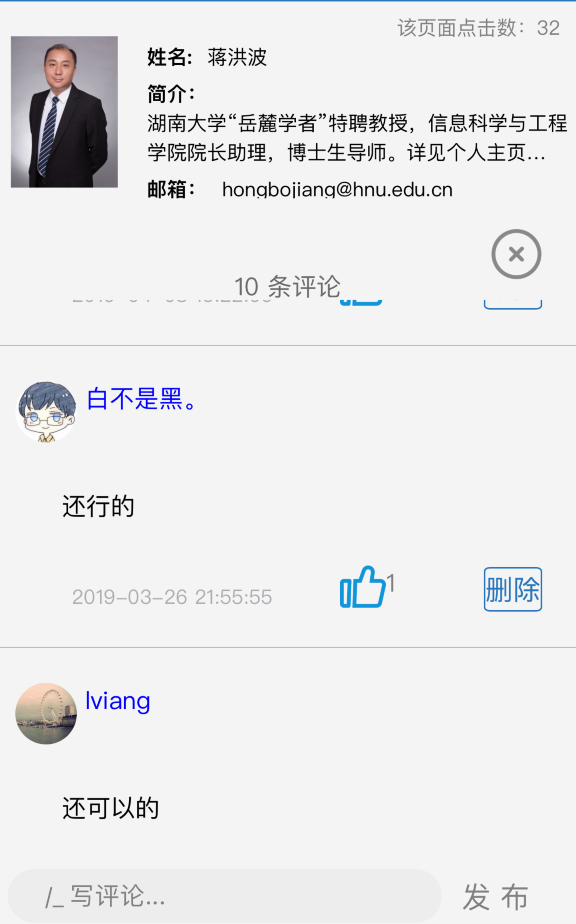 该页面点击数：32
姓名： 蒋洪波
简介：
湖南大学“岳麓学者”特聘教授，信息科学与工程
学院院长助理，博士生导师。详见个人主页...
邮箱： hongbojiang@hnu.edu.cn
10 条评论
白不是黑。
还行的
2019-03-26 21:55:55 1 删除
lviang
还可以的
/_ 写评论... 发 布